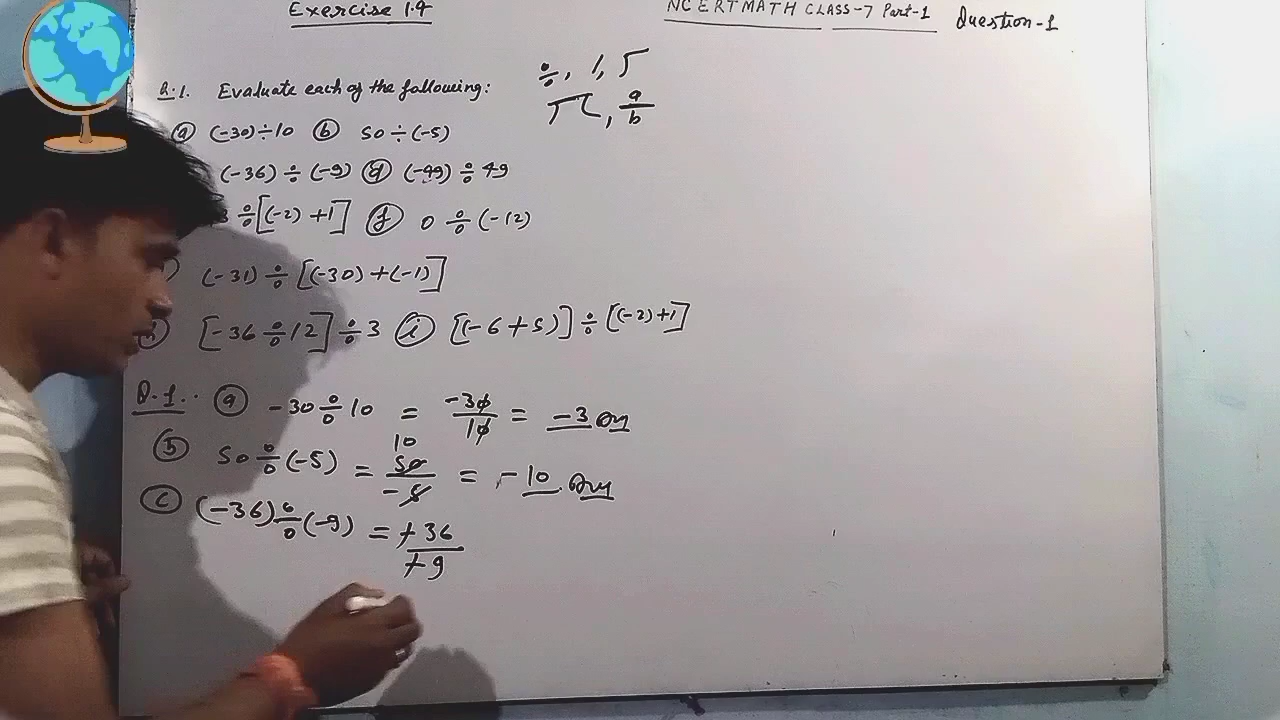 Exercise 1.4
NCERT MATH CLASS-7 Part-1 Question-1
Q.1. Evaluate each of the following:
÷, /, 5
a/b
(a) (-30)÷10 (b) 50÷(-5)
(-36)÷(-9) (d) (-49)÷49
÷[(-2)+1] (f) 0÷(-12)
(-31)÷[(-30)+(-1)]
[-36÷12]÷3 (i) [(-6+5)]÷[(-2)+1]
Q.1. (a) -30÷10 = -30/10 = -3 Ans
(b) 50÷(-5) = 50/-5 = -10 Ans
10
(c) (-36)÷(-9) = -36/-9